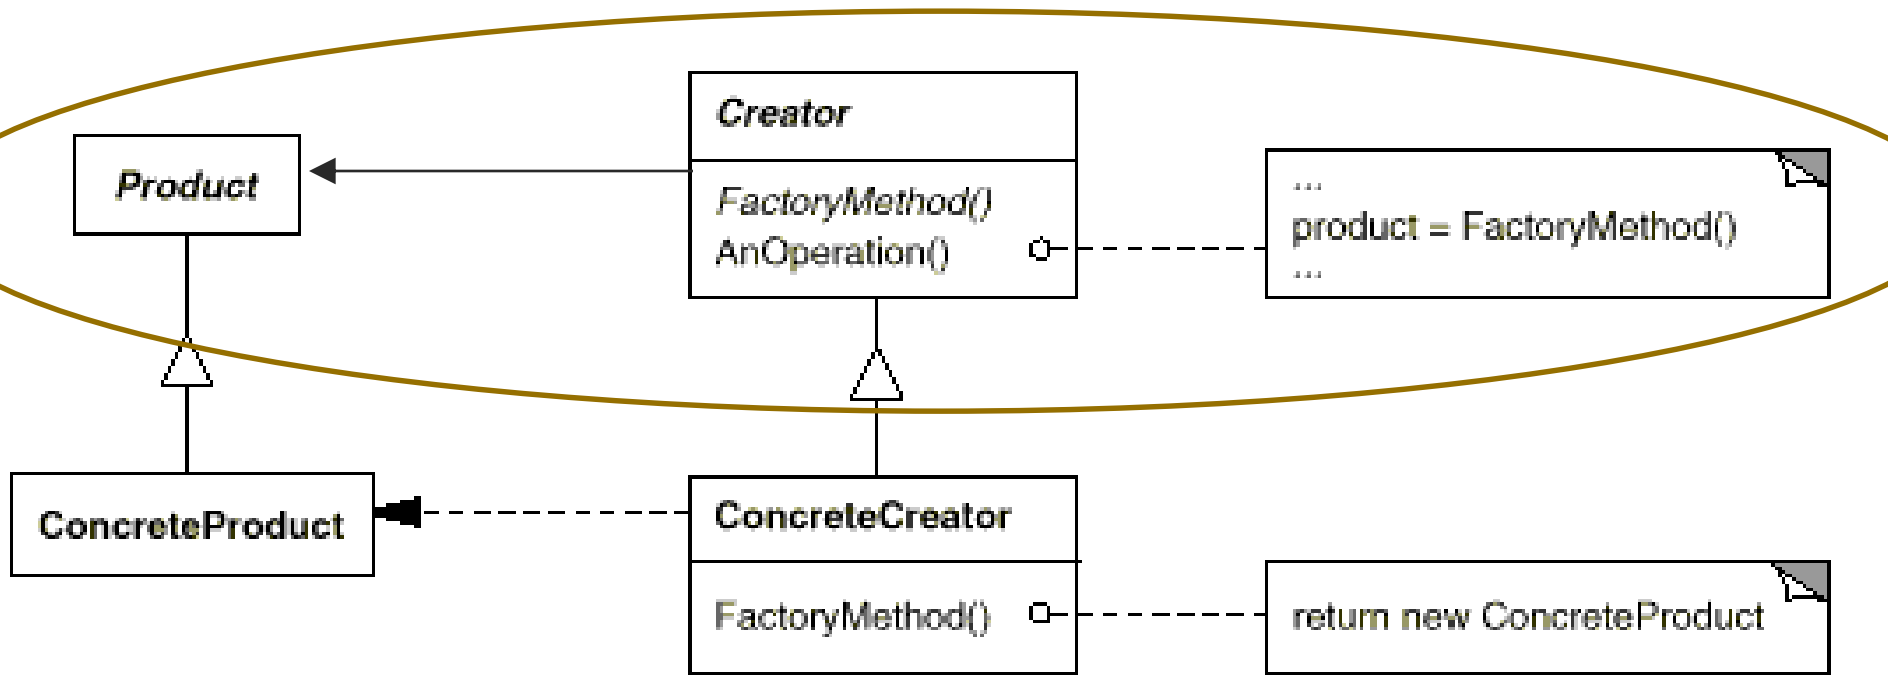 Creator
Product
FactoryMethod()
AnOperation()
...
product = FactoryMethod()
...
ConcreteProduct
ConcreteCreator
FactoryMethod()
return new ConcreteProduct